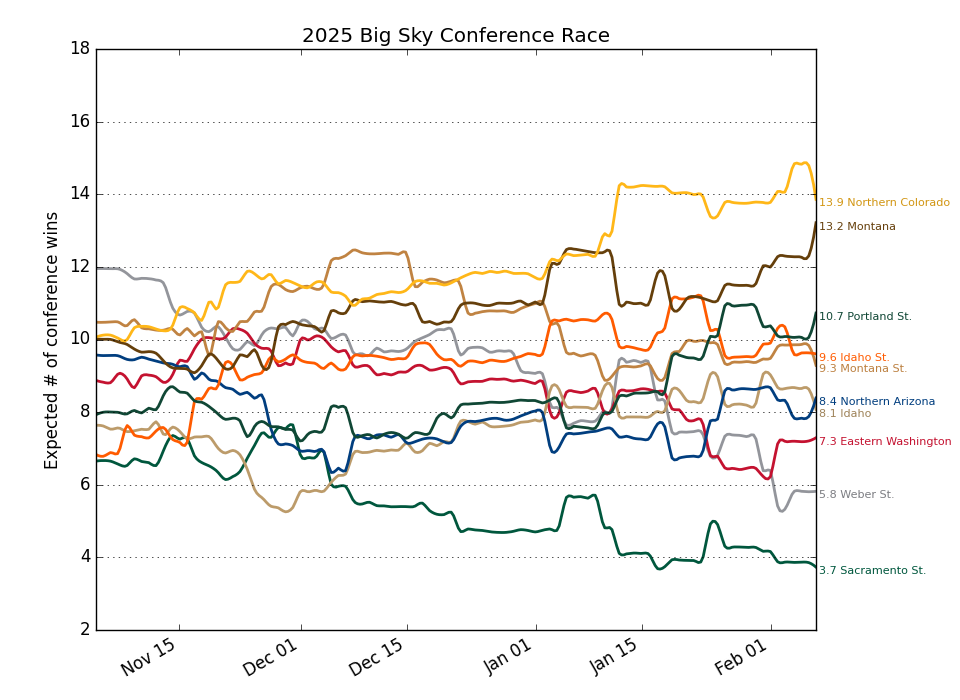 2025 Big Sky Conference Race
Expected # of conference wins
18
16
14
12
10
8
6
4
2
13.9 Northern Colorado
13.2 Montana
10.7 Portland St.
9.6 Idaho St.
9.3 Montana St.
8.4 Northern Arizona
8.1 Idaho
7.3 Eastern Washington
5.8 Weber St.
3.7 Sacramento St.
Nov 15
Dec 01
Dec 15
Jan 01
Jan 15
Feb 01